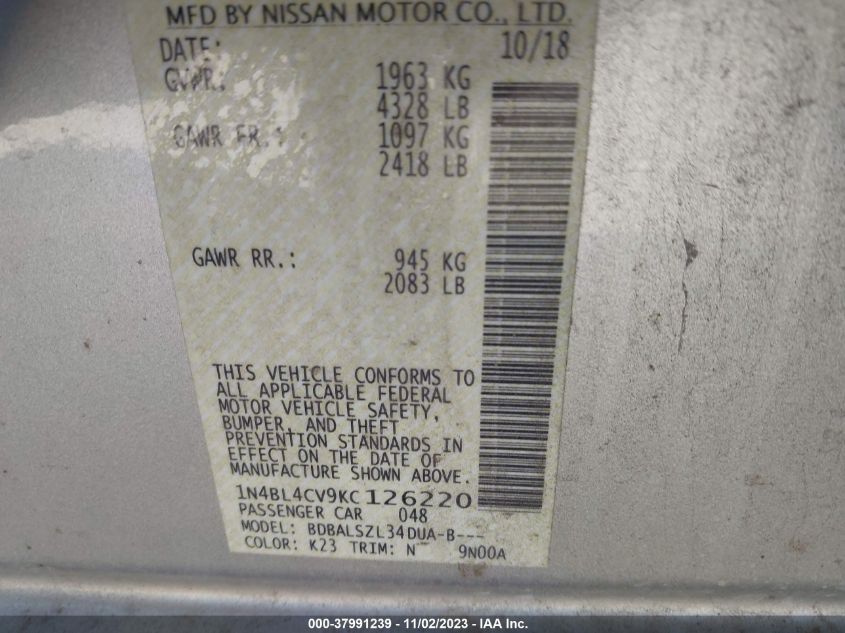 MFD BY NISSAN MOTOR CO., LTD.
DATE: 10/18
GVWR: 1963 KG
4328 LB
GAWR FR.: 1097 KG
2418 LB
GAWR RR.: 945 KG
2083 LB
THIS VEHICLE CONFORMS TO
ALL APPLICABLE FEDERAL
MOTOR VEHICLE SAFETY,
BUMPER, AND THEFT
PREVENTION STANDARDS IN
EFFECT ON THE DATE OF
MANUFACTURE SHOWN ABOVE.
1N4BL4CV9KC126220
PASSENGER CAR 048
MODEL: BDBALSZL34DUA-B---
COLOR: K23 TRIM: N 9N00A
000-37991239 - 11/02/2023 - IAA Inc.